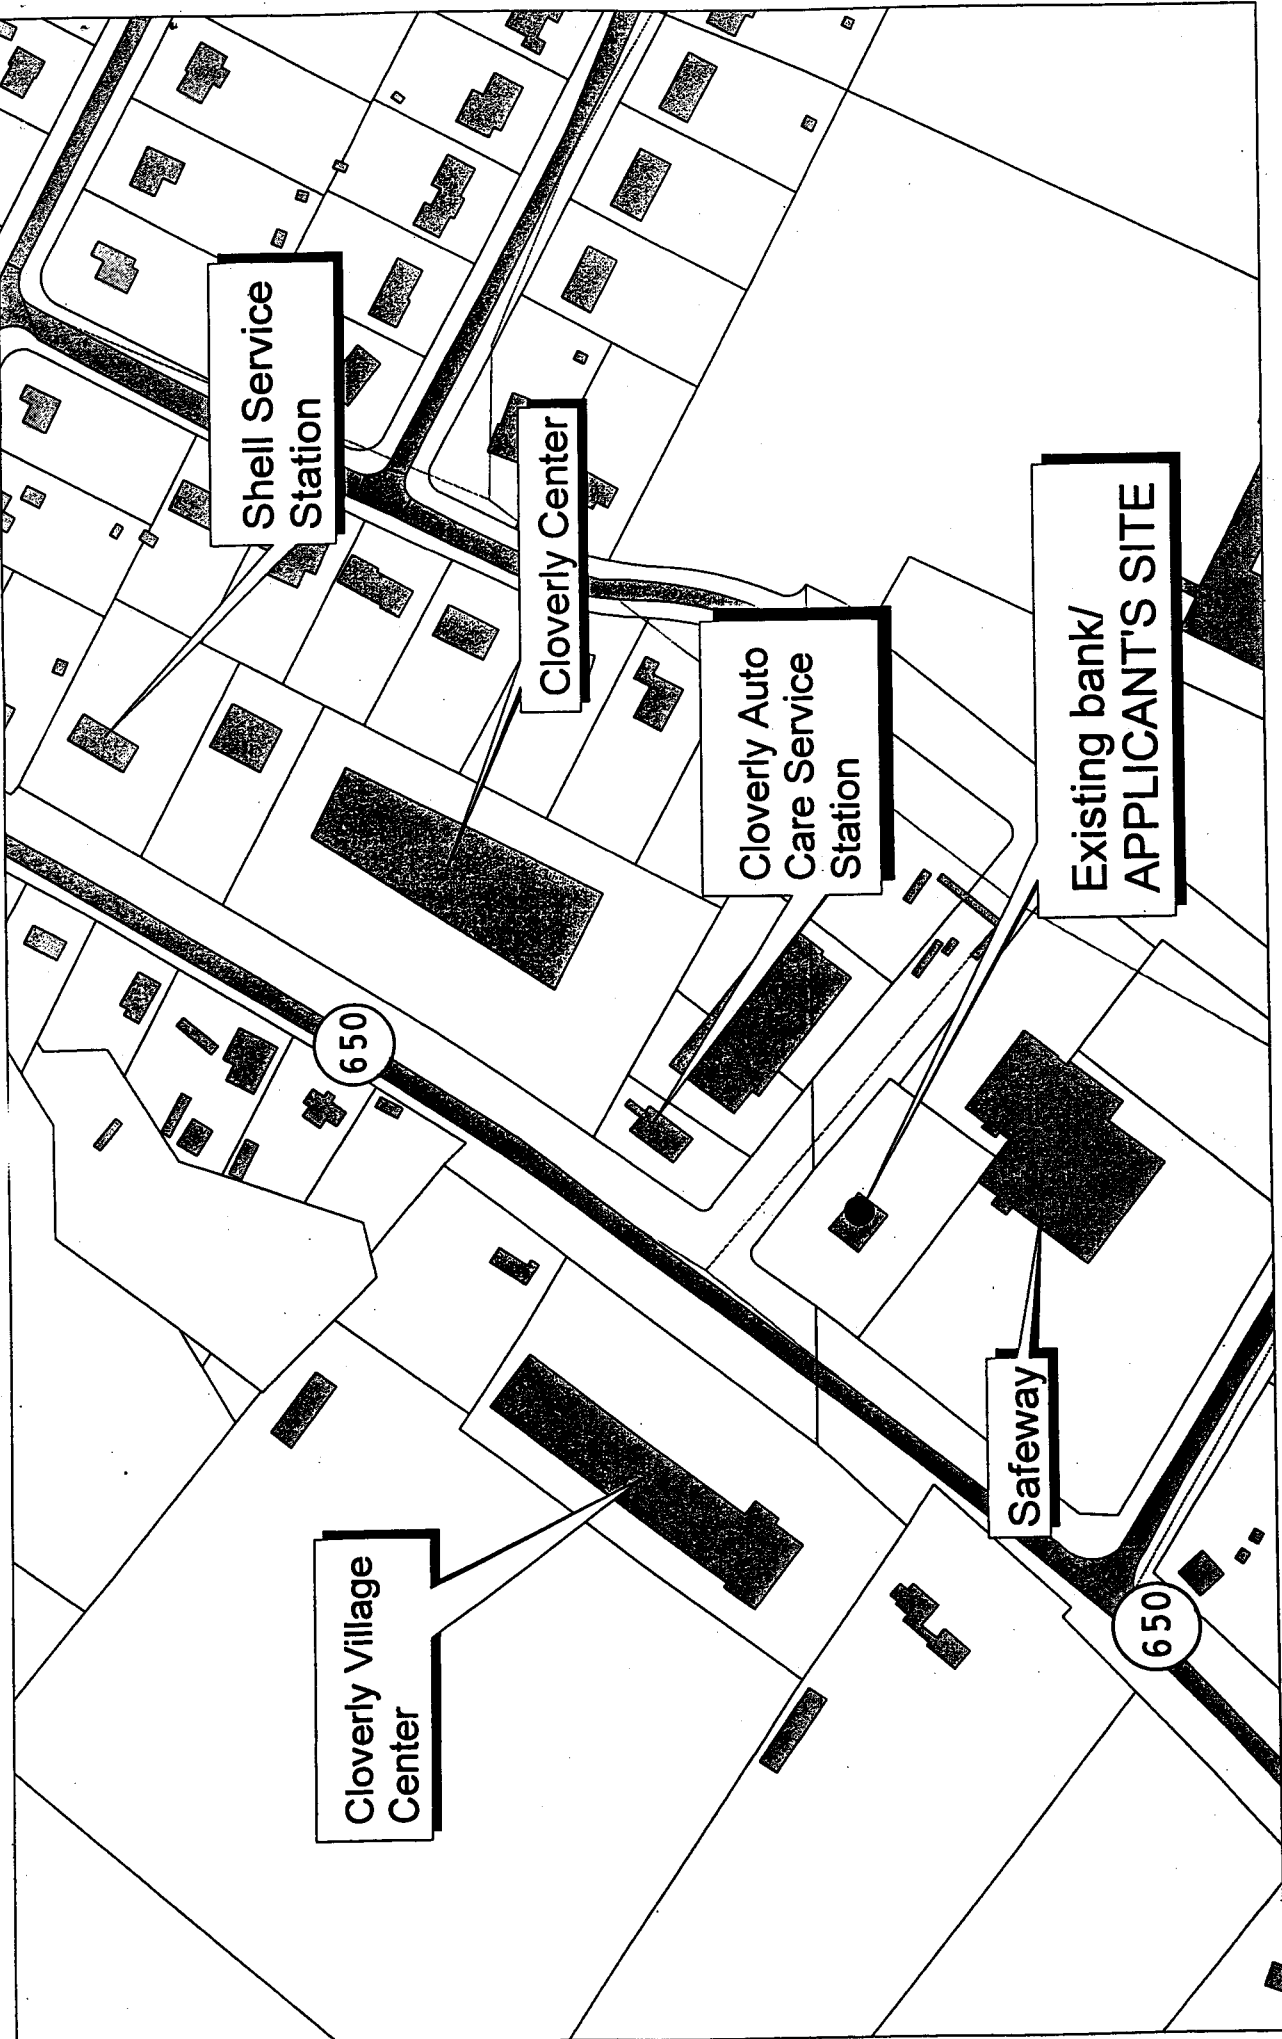 Shell Service
Station
Cloverly Center
Cloverly Auto
Care Service
Station
Existing bank/
APPLICANT'S SITE
650
Cloverly Village
Center
Safeway
650